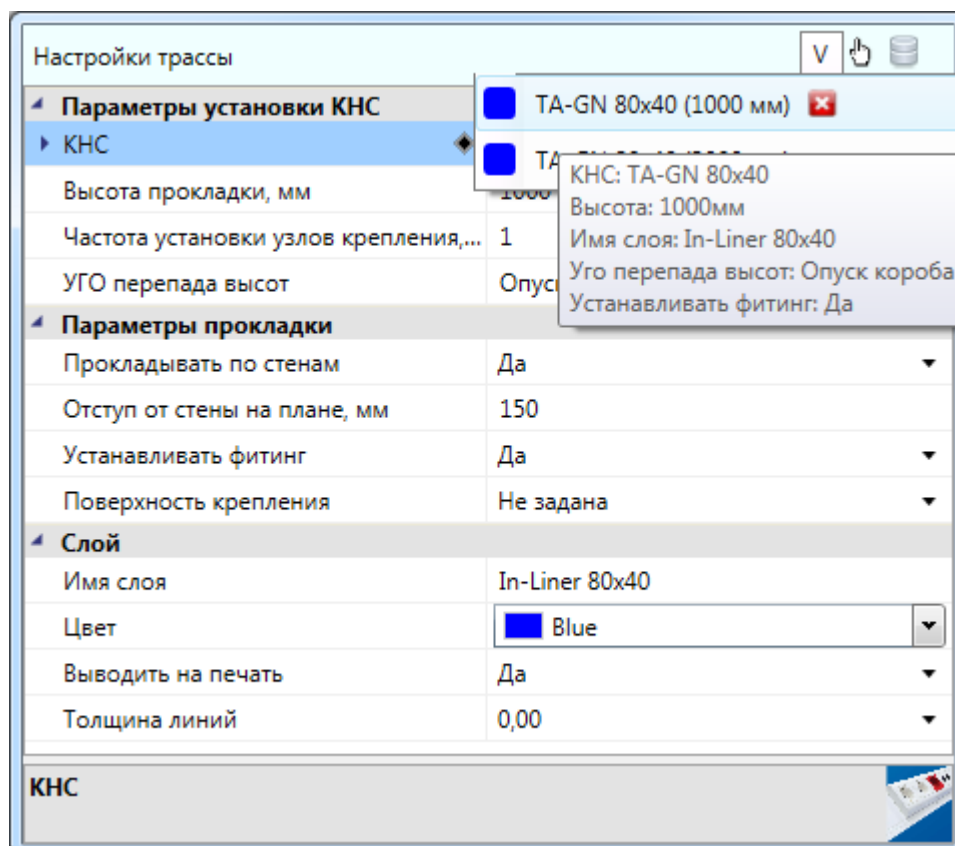 Настройки трассы
V
Параметры установки КНС
TA-GN 80x40 (1000 мм)
КНС
КНС: TA-GN 80x40
Высота: 1000мм
Имя слоя: In-Liner 80x40
Уго перепада высот: Опуск короба
Устанавливать фитинг: Да
Высота прокладки, мм
1000
Частота установки узлов крепления,... 1
УГО перепада высот
Параметры прокладки
Прокладывать по стенам Да
Отступ от стены на плане, мм 150
Устанавливать фитинг Да
Поверхность крепления Не задана
Слой
Имя слоя In-Liner 80x40
Цвет Blue
Выводить на печать Да
Толщина линий 0,00
КНС